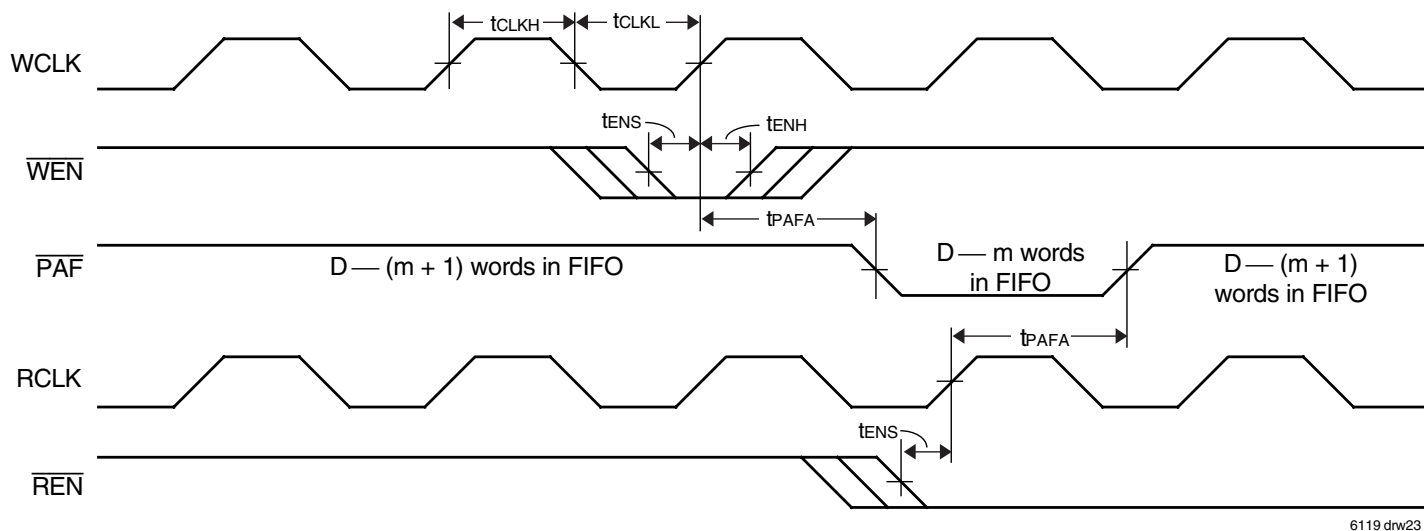 tCLKH
tCLKL
WCLK
tENS
tENH
WEN
tPAFA
PAF
D — (m + 1) words in FIFO
D — m words
in FIFO
D — (m + 1)
words in FIFO
tPAFA
RCLK
tENS
REN
6119 drw23